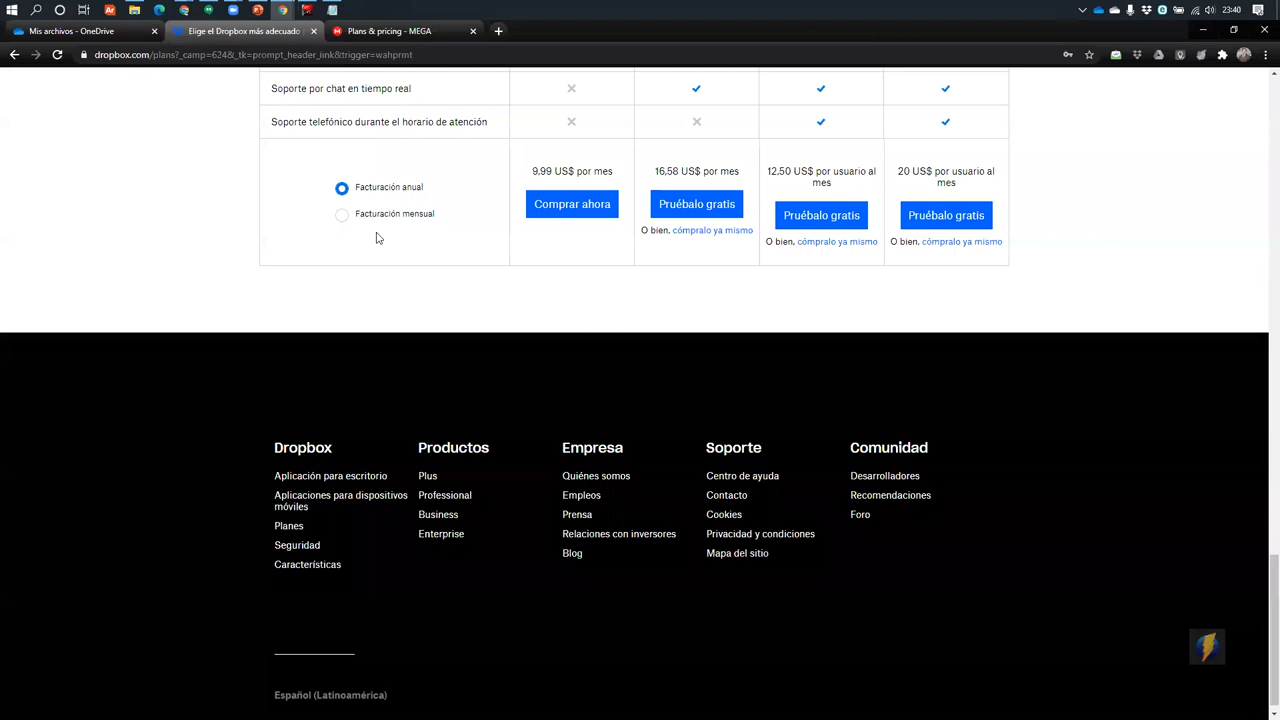 23:40
Mis archivos - OneDrive
Elige el Dropbox más adecuado
Plans & pricing - MEGA
dropbox.com/plans?_camp=624&_tk=prompt_header_link&trigger=wahprmt
Soporte por chat en tiempo real
Soporte telefónico durante el horario de atención
Facturación anual
Facturación mensual
9,99 US$ por mes
Comprar ahora
16,58 US$ por mes
Pruébalo gratis
O bien, cómpralo ya mismo
12,50 US$ por usuario al
mes
Pruébalo gratis
O bien, cómpralo ya mismo
20 US$ por usuario al
mes
Pruébalo gratis
O bien, cómpralo ya mismo
Dropbox
Aplicación para escritorio
Aplicaciones para dispositivos
móviles
Planes
Seguridad
Características
Productos
Plus
Professional
Business
Enterprise
Empresa
Quiénes somos
Empleos
Prensa
Relaciones con inversores
Blog
Soporte
Centro de ayuda
Contacto
Cookies
Privacidad y condiciones
Mapa del sitio
Comunidad
Desarrolladores
Recomendaciones
Foro
Español (Latinoamérica)